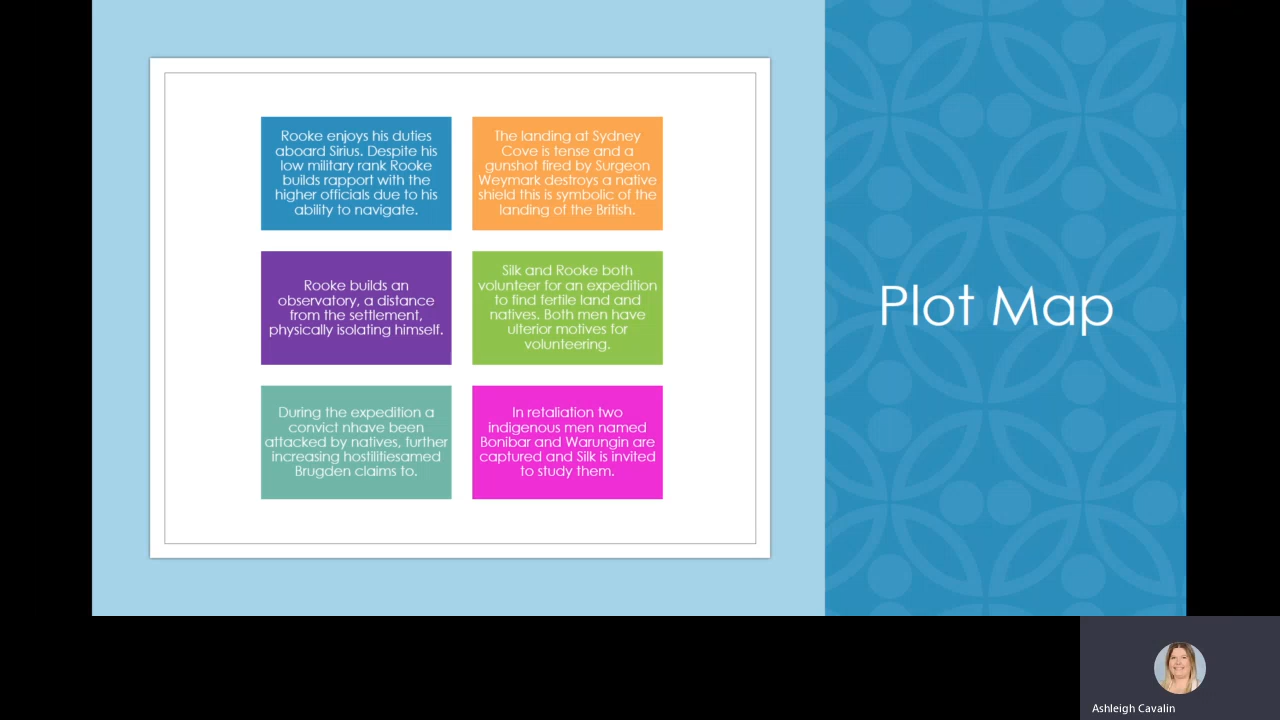 Rooke enjoys his duties
aboard Sirius. Despite his
low military rank Rooke
builds rapport with the
higher officials due to his
ability to navigate.
The landing at Sydney
Cove is tense and a
gunshot fired by Surgeon
Weymark destroys a native
shield this is symbolic of the
landing of the British.
Rooke builds an
observatory, a distance
from the settlement,
physically isolating himself.
Silk and Rooke both
volunteer for an expedition
to find fertile land and
natives. Both men have
ulterior motives for
volunteering.
During the expedition a
convict nhave been
attacked by natives, further
increasing hostilitiesamed
Brugden claims to.
In retaliation two
indigenous men named
Bonibar and Warungin are
captured and Silk is invited
to study them.
Plot Map
Ashleigh Cavalin